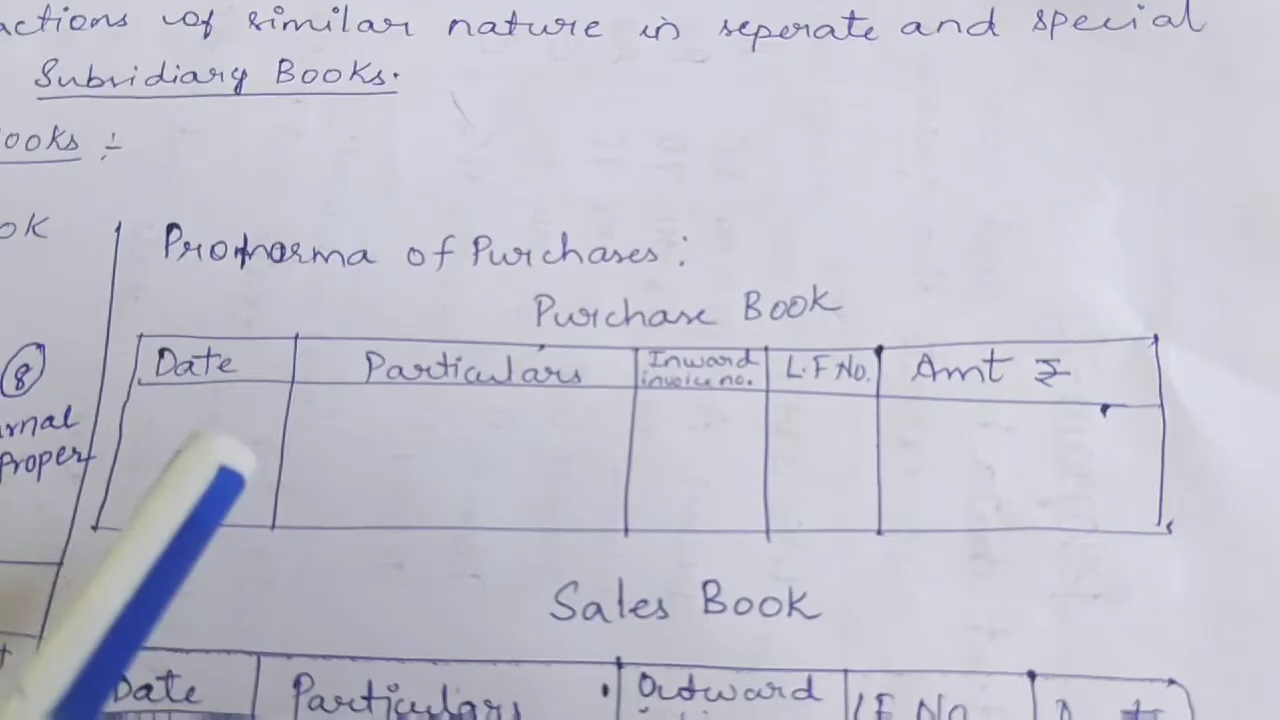 actions of similar nature in seperate and special
Subsidiary Books.
ooks :-
ok
Proforma of Purchases:
Purchase Book
8
Date Particulars Inward invoice no. L.F No. Amt ₹
rnal
Proper
Sales Book
Date Particulars Outward L.F No